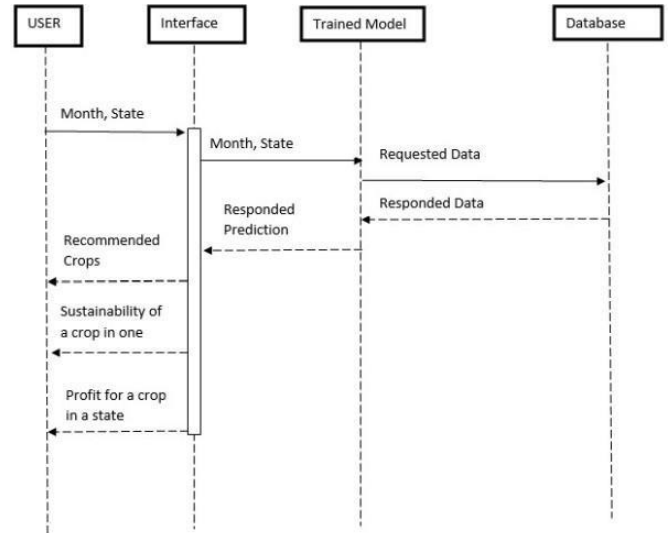 USER
Interface
Trained Model
Database
Month, State
Month, State
Requested Data
Responded Data
Responded
Prediction
Recommended
Crops
Sustainability of
a crop in one
Profit for a crop
in a state